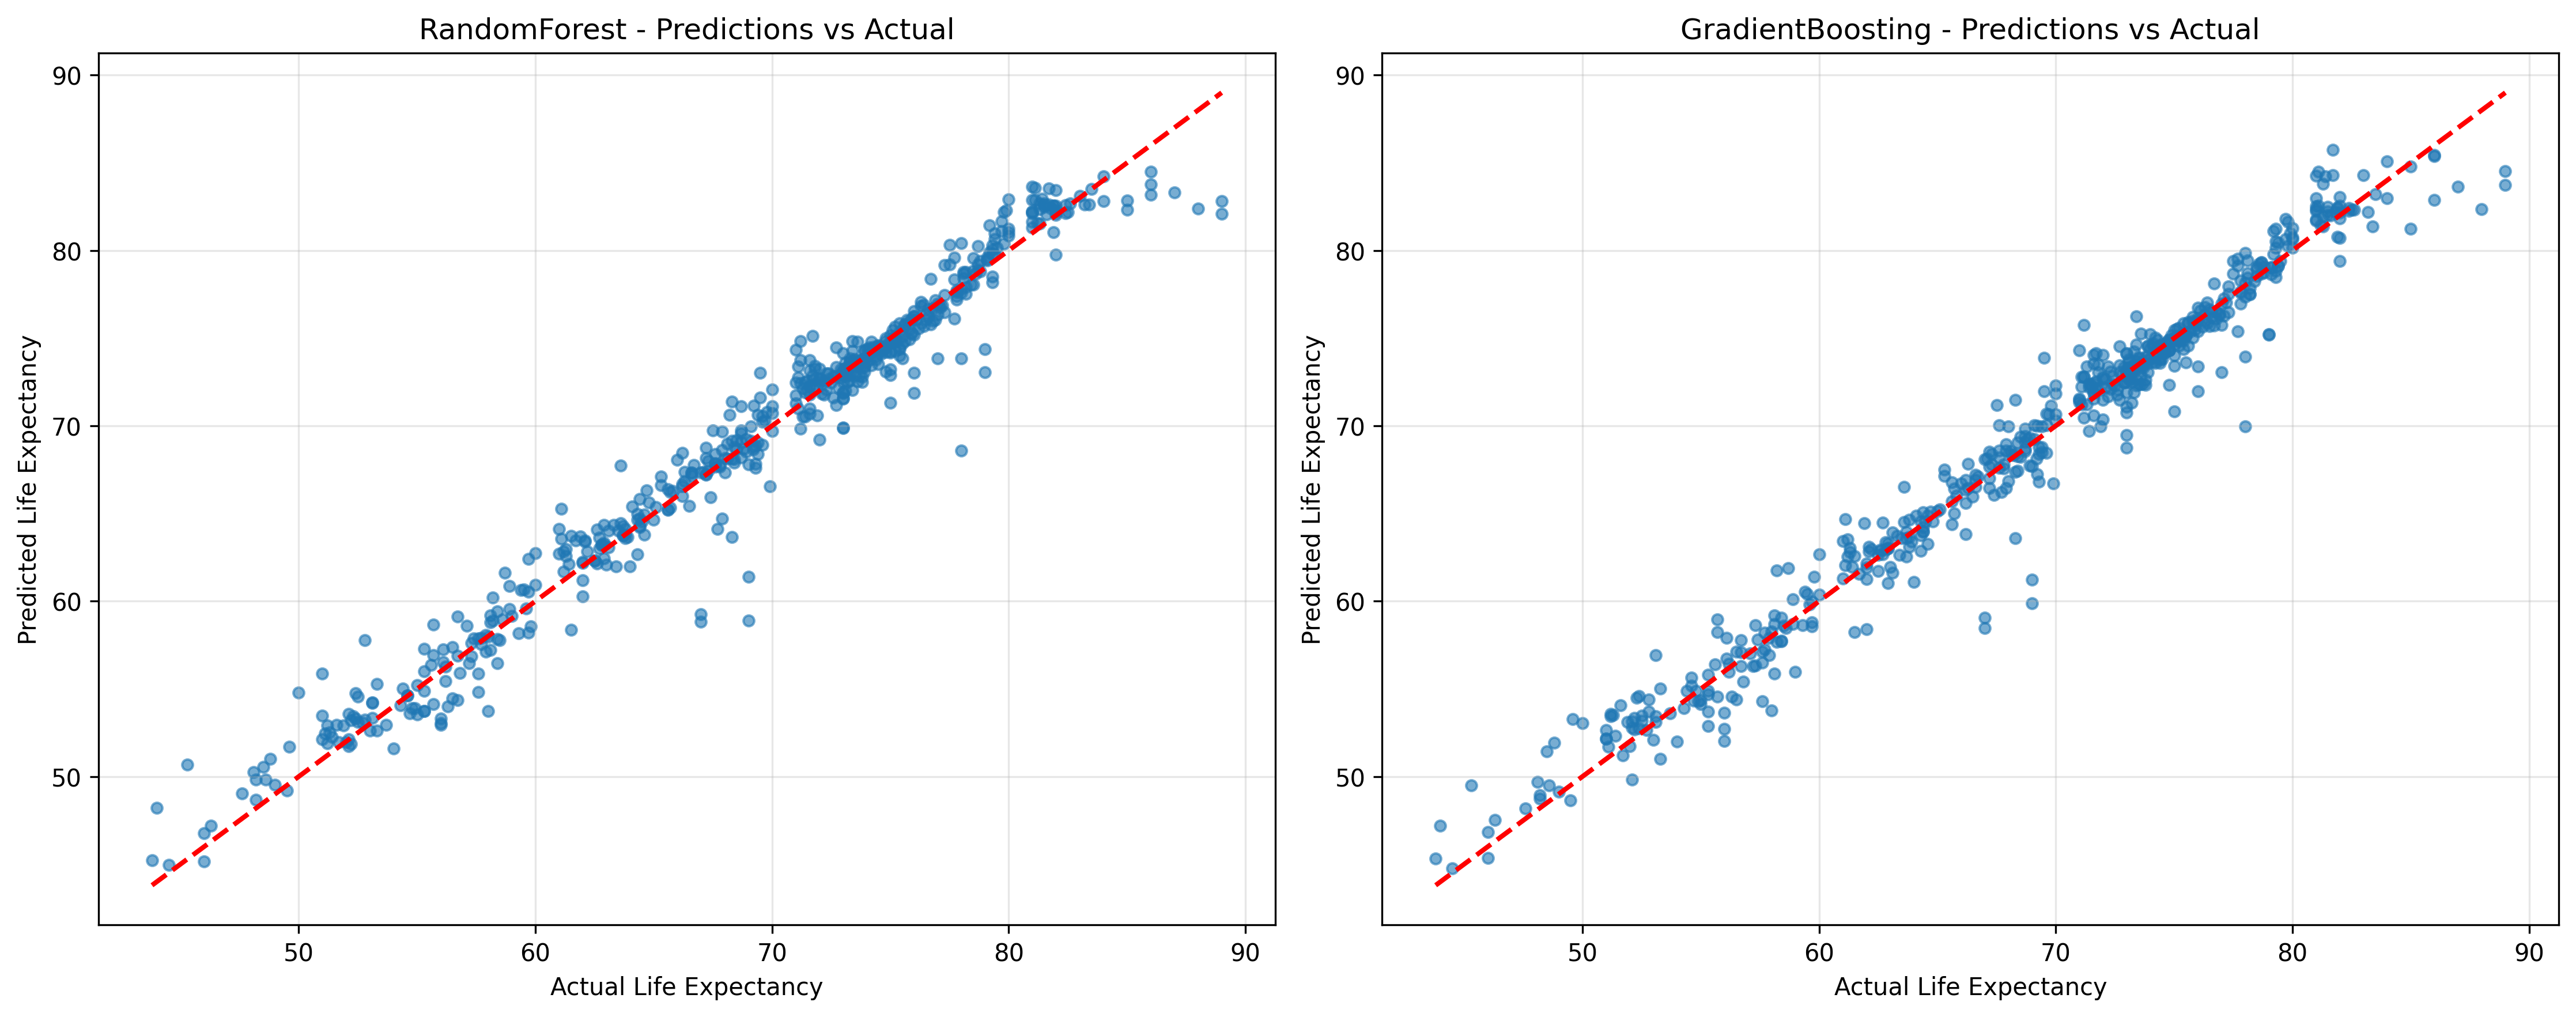 RandomForest - Predictions vs Actual
90
80
70
60
50
Predicted Life Expectancy
50 60 70 80 90
Actual Life Expectancy
GradientBoosting - Predictions vs Actual
90
80
70
60
50
Predicted Life Expectancy
50 60 70 80 90
Actual Life Expectancy